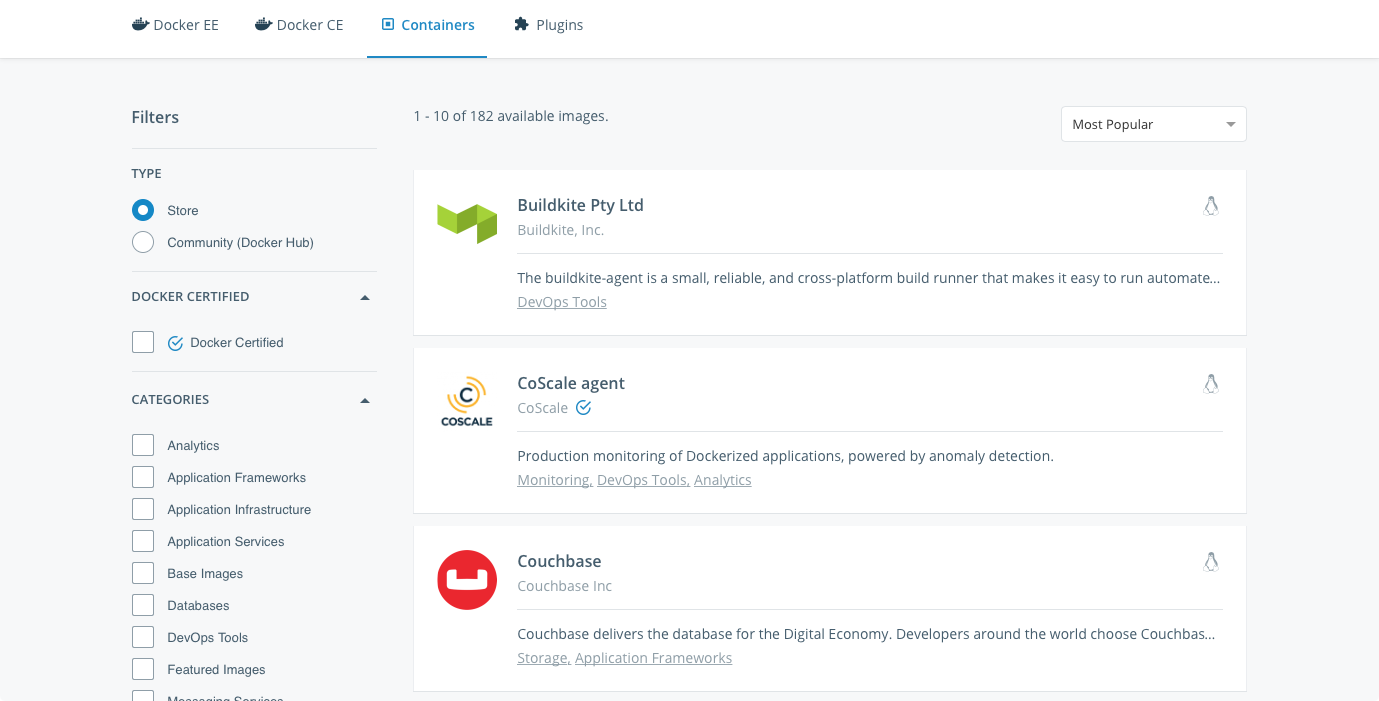 Docker EE
Docker CE
Containers
Plugins
Filters
TYPE
Store
Community (Docker Hub)
DOCKER CERTIFIED
Docker Certified
CATEGORIES
Analytics
Application Frameworks
Application Infrastructure
Application Services
Base Images
Databases
DevOps Tools
Featured Images
Messaging Services
1 - 10 of 182 available images.
Most Popular
Buildkite Pty Ltd
Buildkite, Inc.
The buildkite-agent is a small, reliable, and cross-platform build runner that makes it easy to run automate...
DevOps Tools
COSCALE
CoScale agent
CoScale
Production monitoring of Dockerized applications, powered by anomaly detection.
Monitoring, DevOps Tools, Analytics
Couchbase
Couchbase Inc
Couchbase delivers the database for the Digital Economy. Developers around the world choose Couchbas...
Storage, Application Frameworks